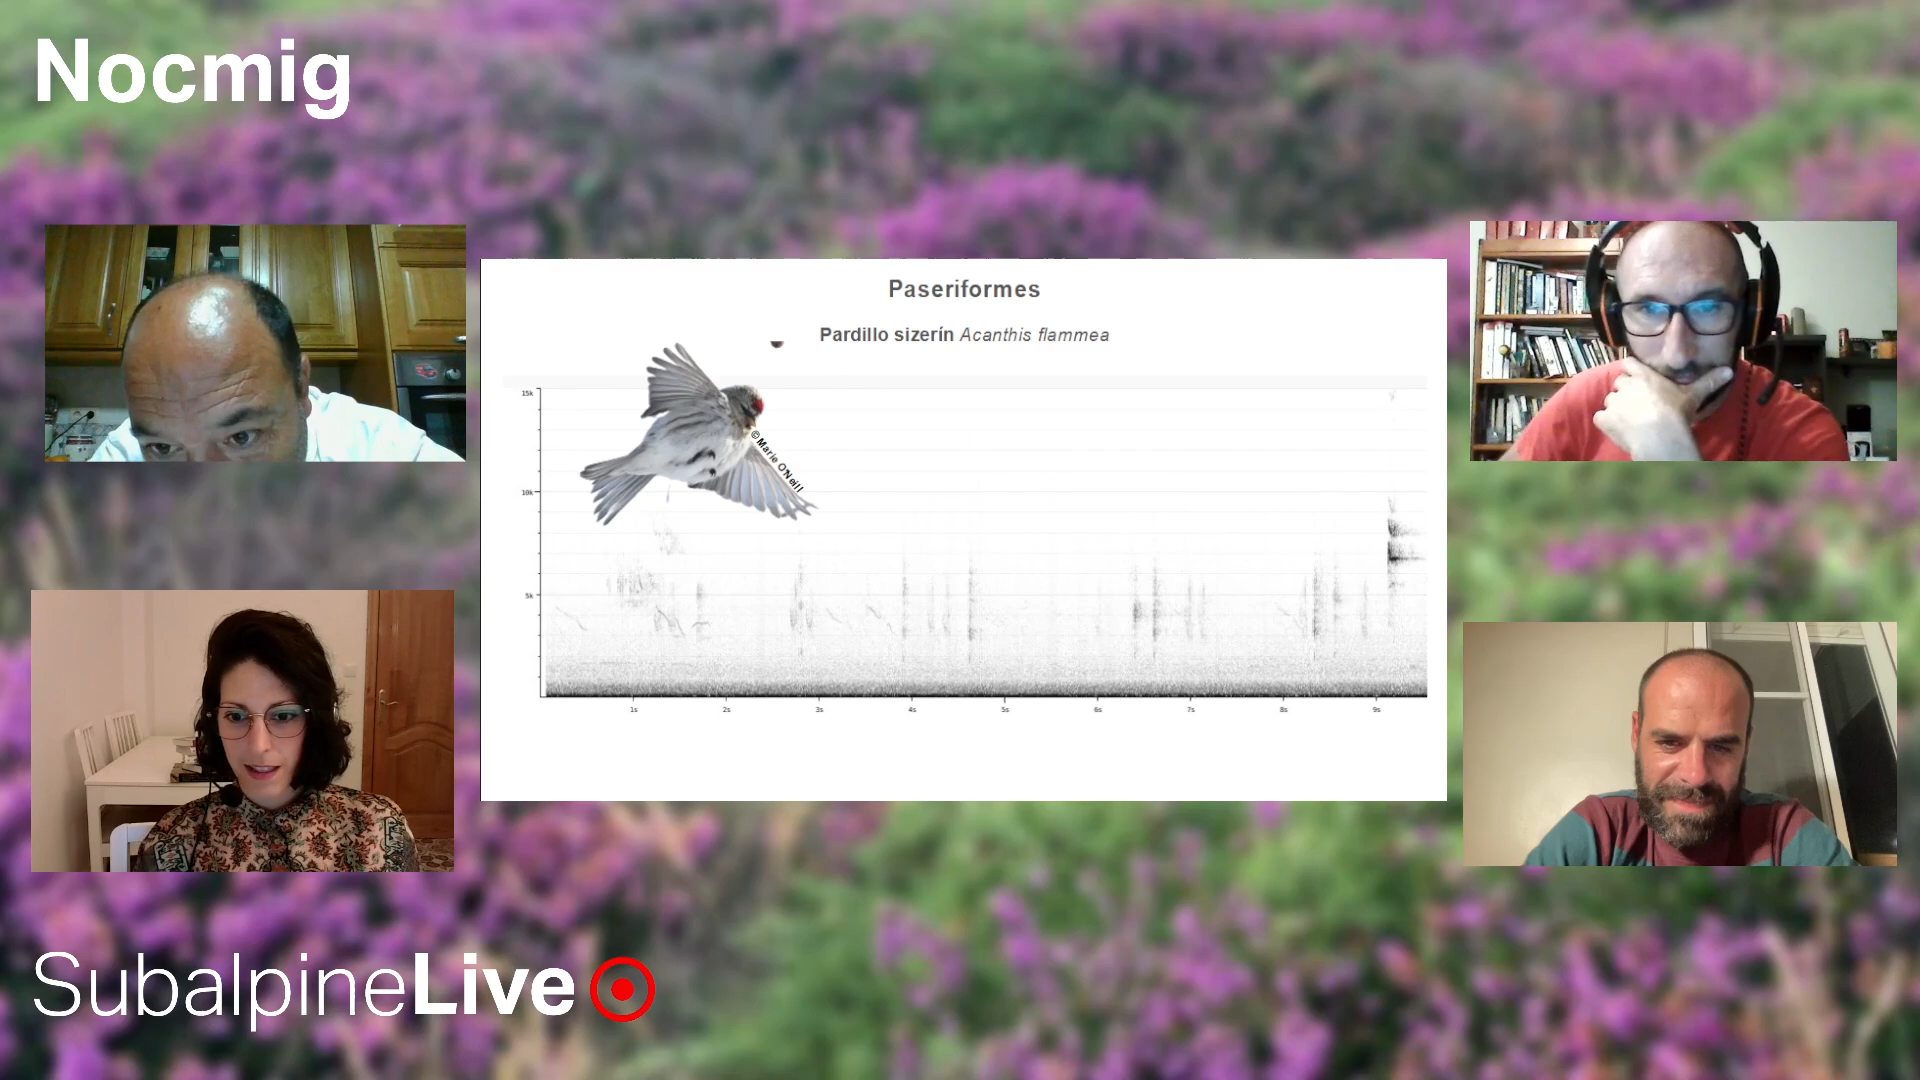 Nocmig
Paseriformes
Pardillo sizerín Acanthis flammea
© Marie O'Neill
15k
10k
5k
1s 2s 3s 4s 5s 6s 7s 8s 9s
SubalpineLive